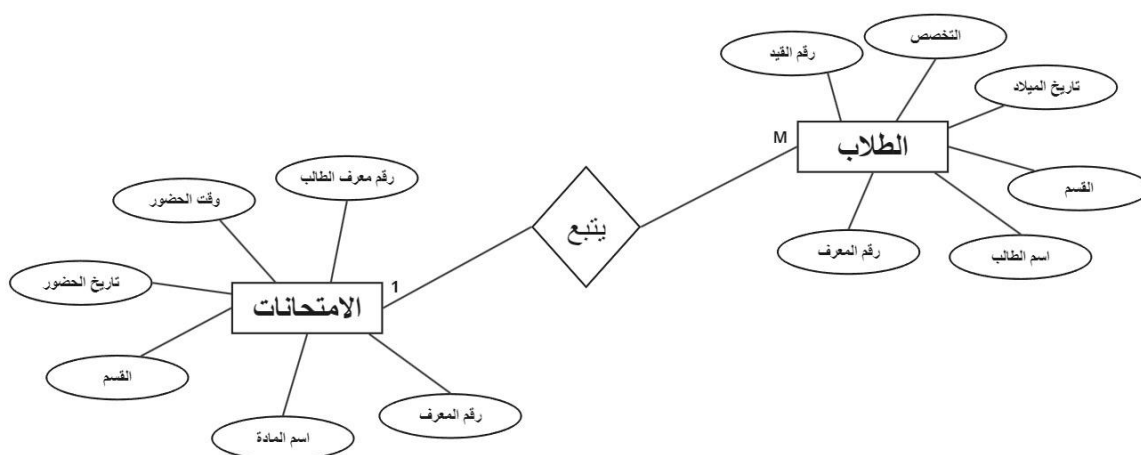 التخصص
رقم القيد
تاريخ الميلاد
M
الطلاب
القسم
اسم الطالب
رقم المعرف
يتبع
رقم معرف الطالب
وقت الحضور
تاريخ الحضور
1
الامتحانات
القسم
رقم المعرف
اسم المادة